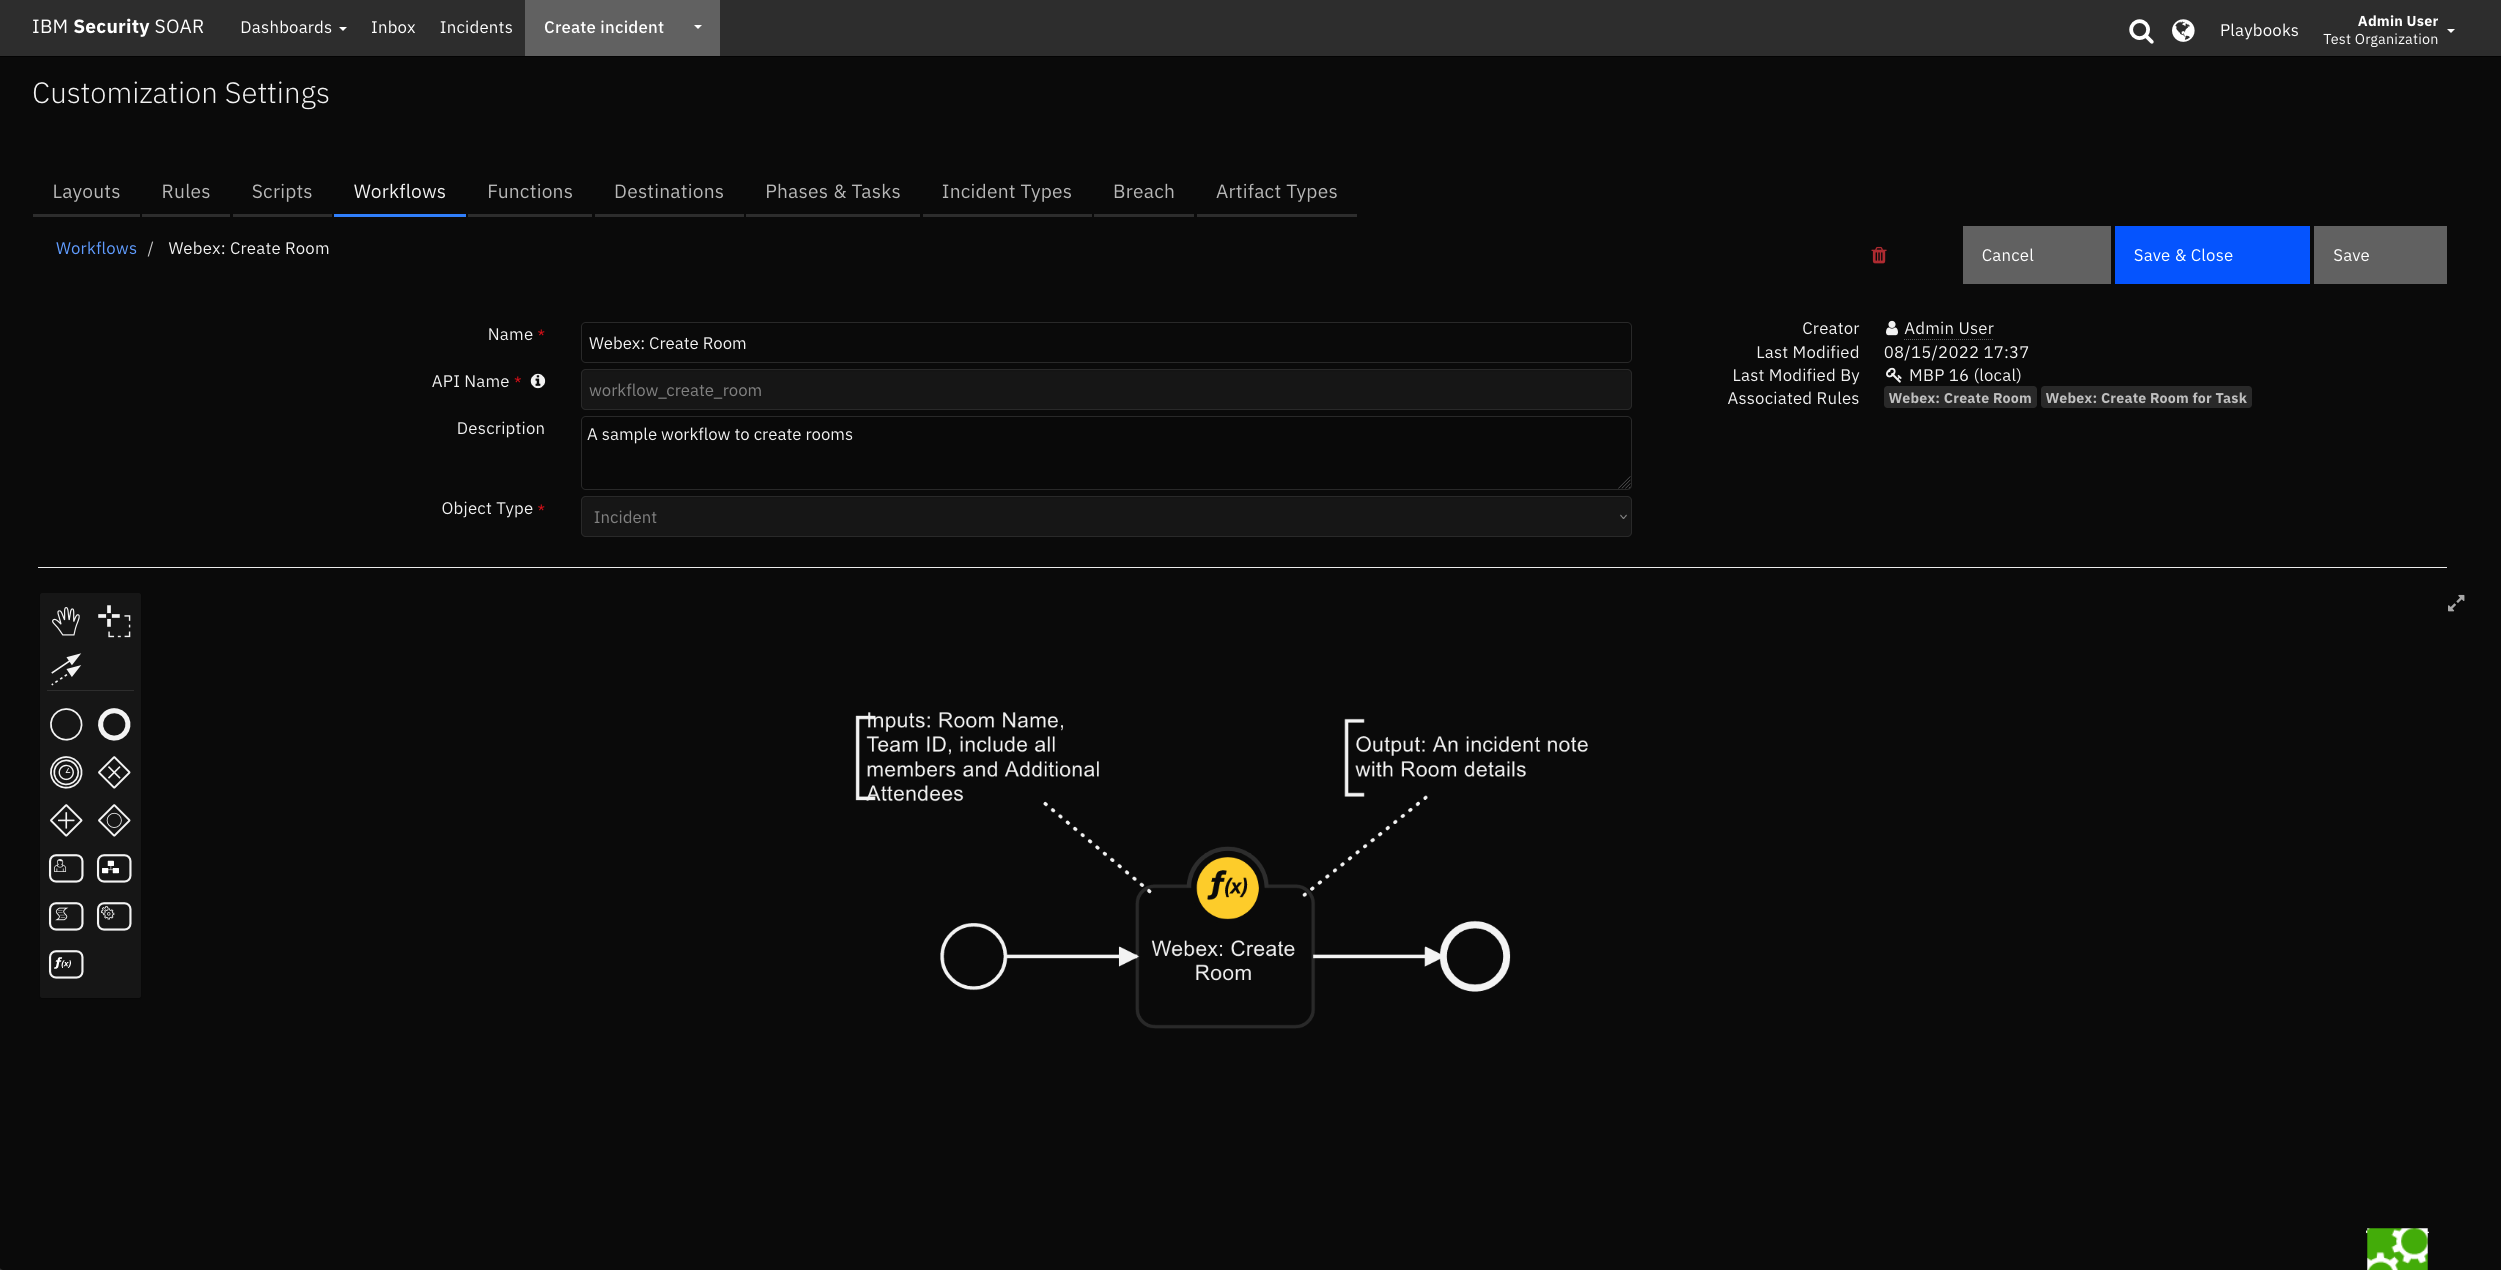 IBM Security SOAR Dashboards Inbox Incidents Create incident Playbooks Admin User
Test Organization
Customization Settings
Layouts Rules Scripts Workflows Functions Destinations Phases & Tasks Incident Types Breach Artifact Types
Workflows / Webex: Create Room
Cancel Save & Close Save
Name *
Webex: Create Room
API Name *
workflow_create_room
Description
A sample workflow to create rooms
Object Type *
Incident
Creator Admin User
Last Modified 08/15/2022 17:37
Last Modified By MBP 16 (local)
Associated Rules Webex: Create Room Webex: Create Room for Task
Inputs: Room Name,
Team ID, include all
members and Additional
Attendees
Output: An incident note
with Room details
f(x)
Webex: Create
Room
f(x)